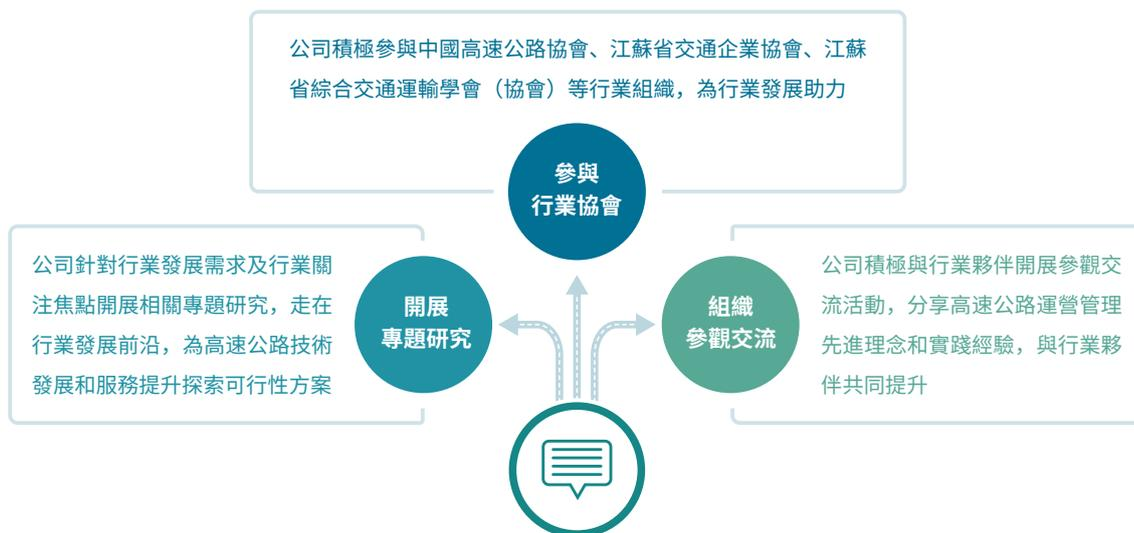 公司積極參與中國高速公路協會、江蘇省交通企業協會、江蘇
省綜合交通運輸學會（協會）等行業組織，為行業發展助力
參與
行業協會
公司針對行業發展需求及行業關
注焦點開展相關專題研究，走在
行業發展前沿，為高速公路技術
發展和服務提升探索可行性方案
開展
專題研究
組織
參觀交流
公司積極與行業夥伴開展參觀交
流活動，分享高速公路運營管理
先進理念和實踐經驗，與行業夥
伴共同提升